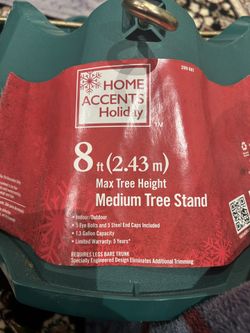 HOME
ACCENTS
Holiday
TM
8 ft (2.43 m)
Max Tree Height
Medium Tree Stand
• Indoor/Outdoor
• 5 Eye Bolts and 5 Steel End Caps Included
• 1.3 Gallon Capacity
• Limited Warranty: 5 Years*
REQUIRES LESS BARE TRUNK
Specially Engineered Design Eliminates Additional Trimming